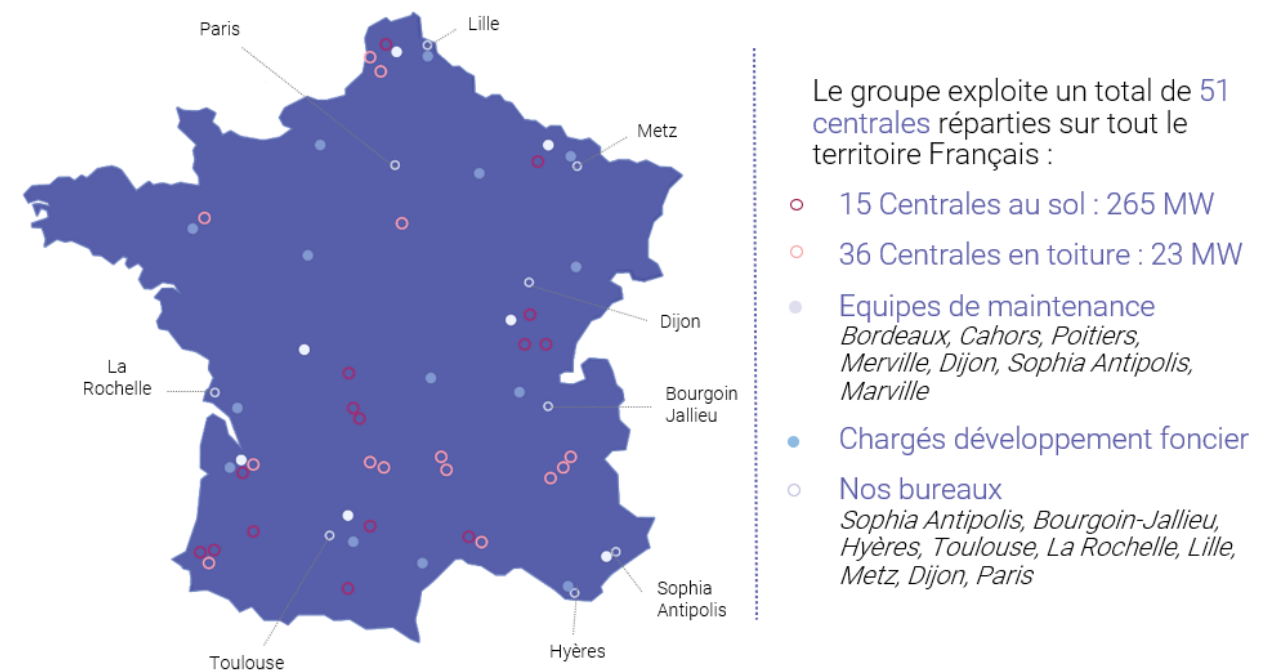 Paris
Lille
Metz
Dijon
La
Rochelle
Bourgoin
Jallieu
Sophia
Antipolis
Hyères
Toulouse
Le groupe exploite un total de 51
centrales réparties sur tout le
territoire Français :
15 Centrales au sol : 265 MW
36 Centrales en toiture : 23 MW
Equipes de maintenance
Bordeaux, Cahors, Poitiers,
Merville, Dijon, Sophia Antipolis,
Marville
Chargés développement foncier
Nos bureaux
Sophia Antipolis, Bourgoin-Jallieu,
Hyères, Toulouse, La Rochelle, Lille,
Metz, Dijon, Paris